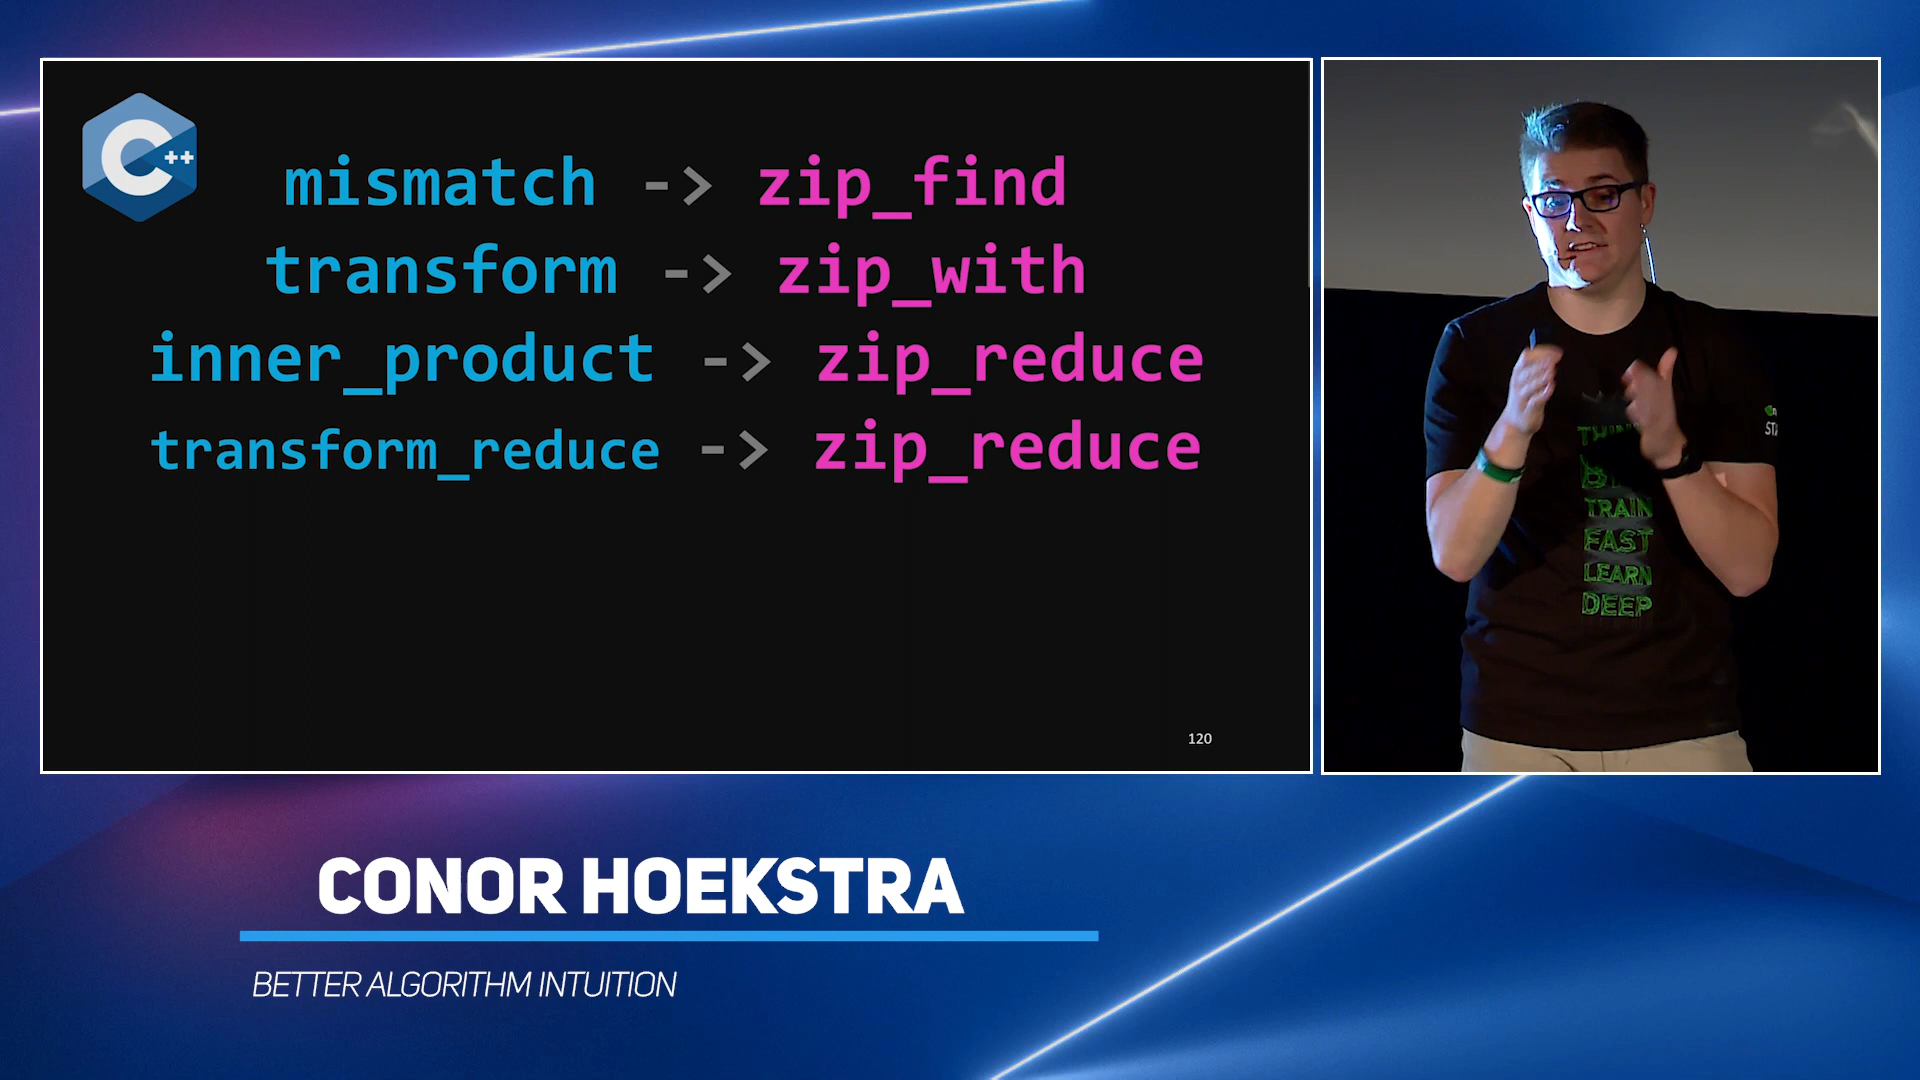 C++
mismatch -> zip_find
transform -> zip_with
inner_product -> zip_reduce
transform_reduce -> zip_reduce
120
TRAIN
FAST
LEARN
DEEP
CONOR HOEKSTRA
BETTER ALGORITHM INTUITION